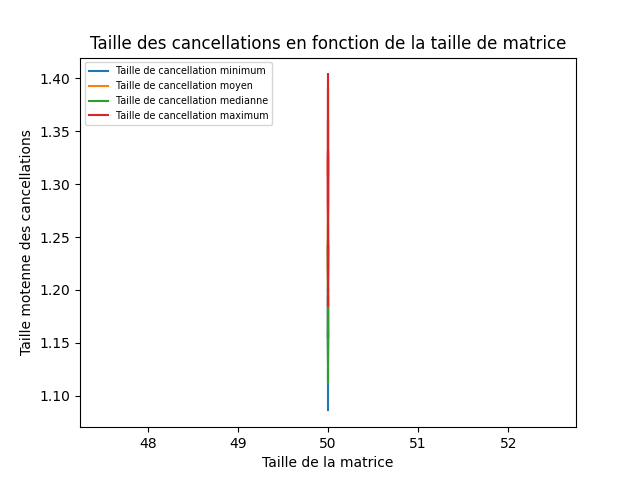 Taille des cancellations en fonction de la taille de matrice
Taille de cancellation minimum
Taille de cancellation moyen
Taille de cancellation medianne
Taille de cancellation maximum
1.40
1.35
1.30
1.25
1.20
1.15
1.10
Taille motenne des cancellations
48 49 50 51 52
Taille de la matrice